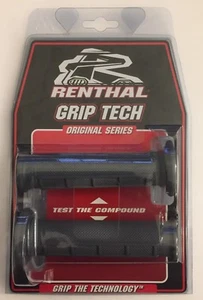 RENTHAL
GRIP TECH
ORIGINAL SERIES
TEST THE COMPOUND
GRIP THE TECHNOLOGY™